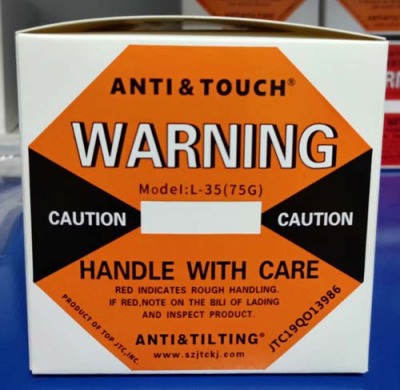 ANTI & TOUCH®
WARNING
Model:L-35(75G)
CAUTION CAUTION
HANDLE WITH CARE
RED INDICATES ROUGH HANDLING.
IF RED,NOTE ON THE BILI OF LADING
AND INSPECT PRODUCT.
PRODUCT OF TOP JTC,INC.
JTC19QO13986
ANTI&TILTING®
www.szjtckj.com